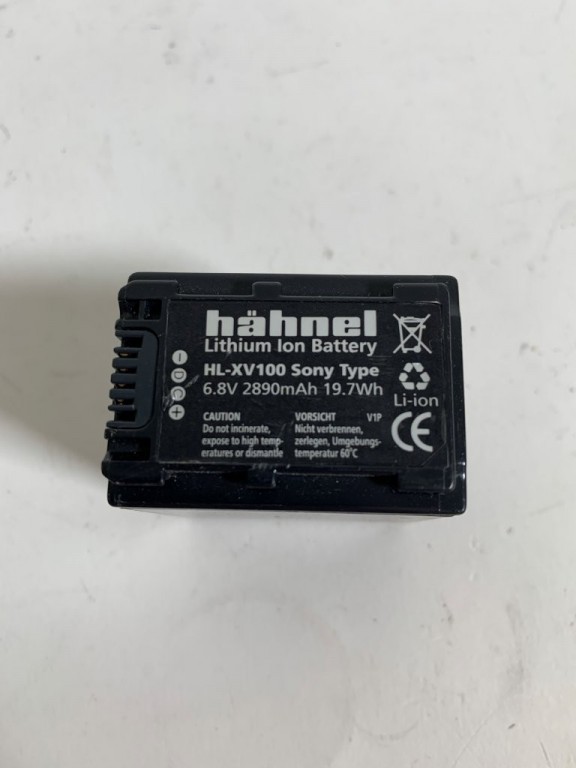 hähnel
Lithium Ion Battery
HL-XV100 Sony Type
6.8V 2890mAh 19.7Wh
Li-ion
CE
CAUTION
Do not incinerate,
expose to high temp-
eratures or dismantle
VORSICHT V1P
Nicht verbrennen,
zerlegen, Umgebungs-
temperatur 60°C
- D C +